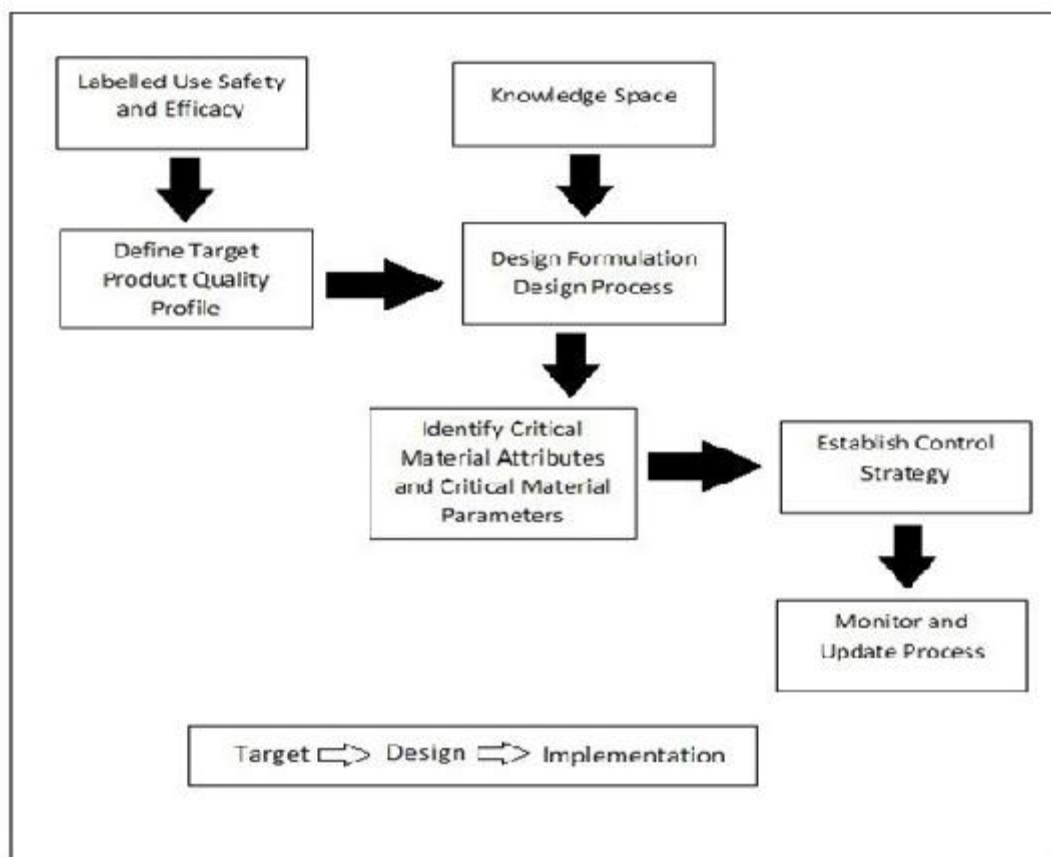 Labelled Use Safety
and Efficacy
Knowledge Space
Define Target
Product Quality
Profile
Design Formulation
Design Process
Identify Critical
Material Attributes
and Critical Material
Parameters
Establish Control
Strategy
Monitor and
Update Process
Target ⇨ Design ⇨ Implementation